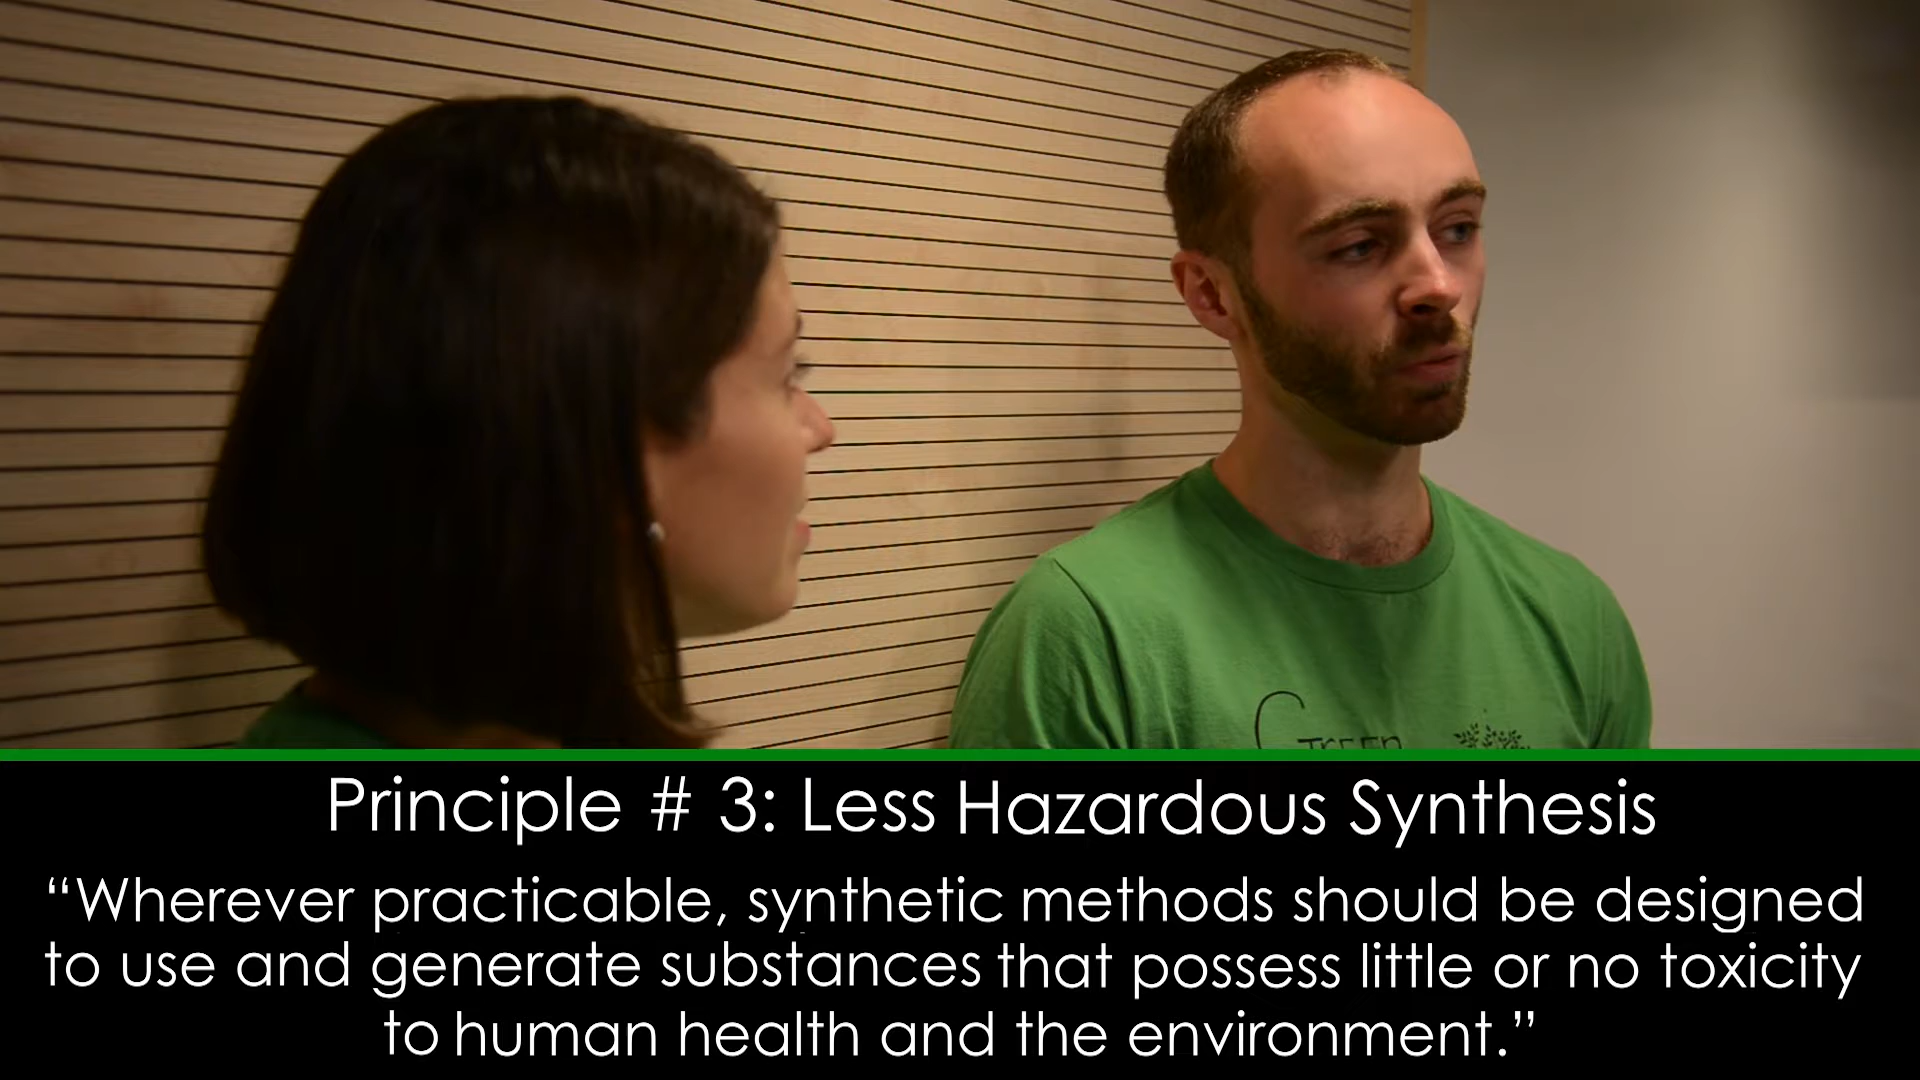 Green
Principle # 3: Less Hazardous Synthesis
“Wherever practicable, synthetic methods should be designed
to use and generate substances that possess little or no toxicity
to human health and the environment.”